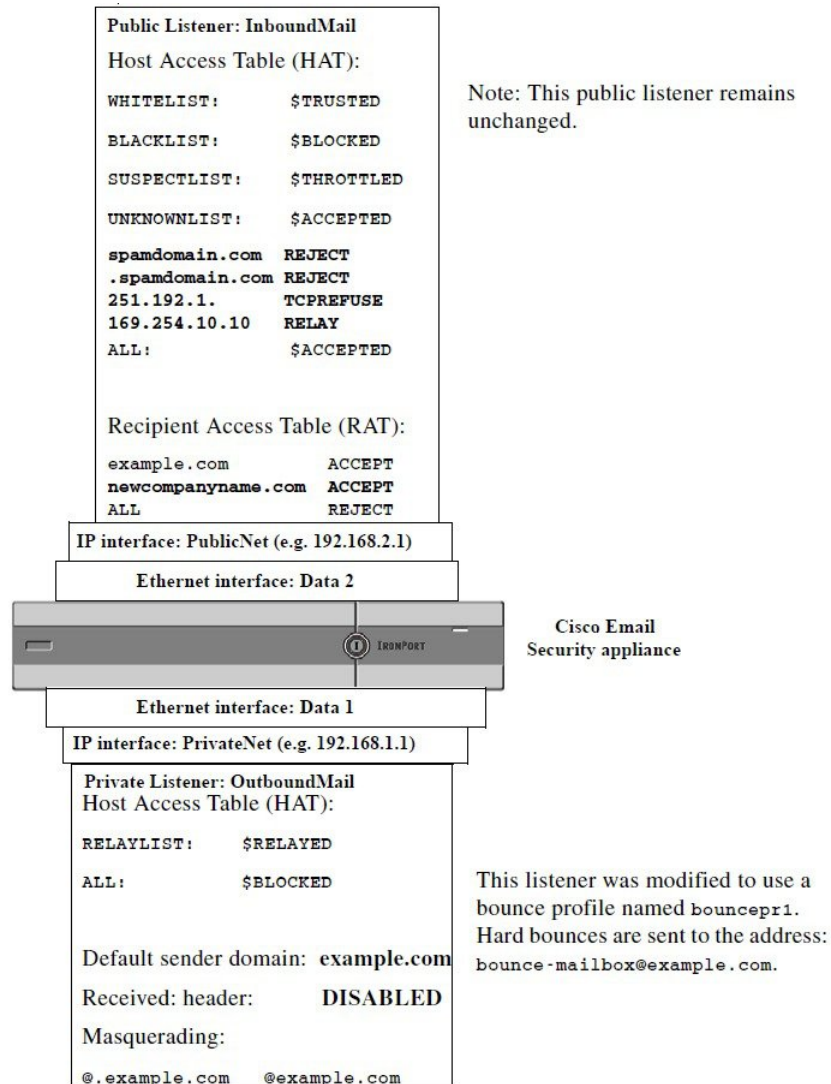 Public Listener: InboundMail
Host Access Table (HAT):
WHITELIST: $TRUSTED
BLACKLIST: $BLOCKED
SUSPECTLIST: $THROTTLED
UNKNOWNLIST: $ACCEPTED
spamdomain.com REJECT
.spamdomain.com REJECT
251.192.1. TCPREFUSE
169.254.10.10 RELAY
ALL: $ACCEPTED
Note: This public listener remains
unchanged.
Recipient Access Table (RAT):
example.com ACCEPT
newcompanyname.com ACCEPT
ALL REJECT
IP interface: PublicNet (e.g. 192.168.2.1)
Ethernet interface: Data 2
IRONPORT
Cisco Email
Security appliance
Ethernet interface: Data 1
IP interface: PrivateNet (e.g. 192.168.1.1)
Private Listener: OutboundMail
Host Access Table (HAT):
RELAYLIST: $RELAYED
ALL: $BLOCKED
Default sender domain: example.com
Received: header: DISABLED
Masquerading:
@.example.com @example.com
This listener was modified to use a
bounce profile named bouncepr1.
Hard bounces are sent to the address:
bounce-mailbox@example.com.